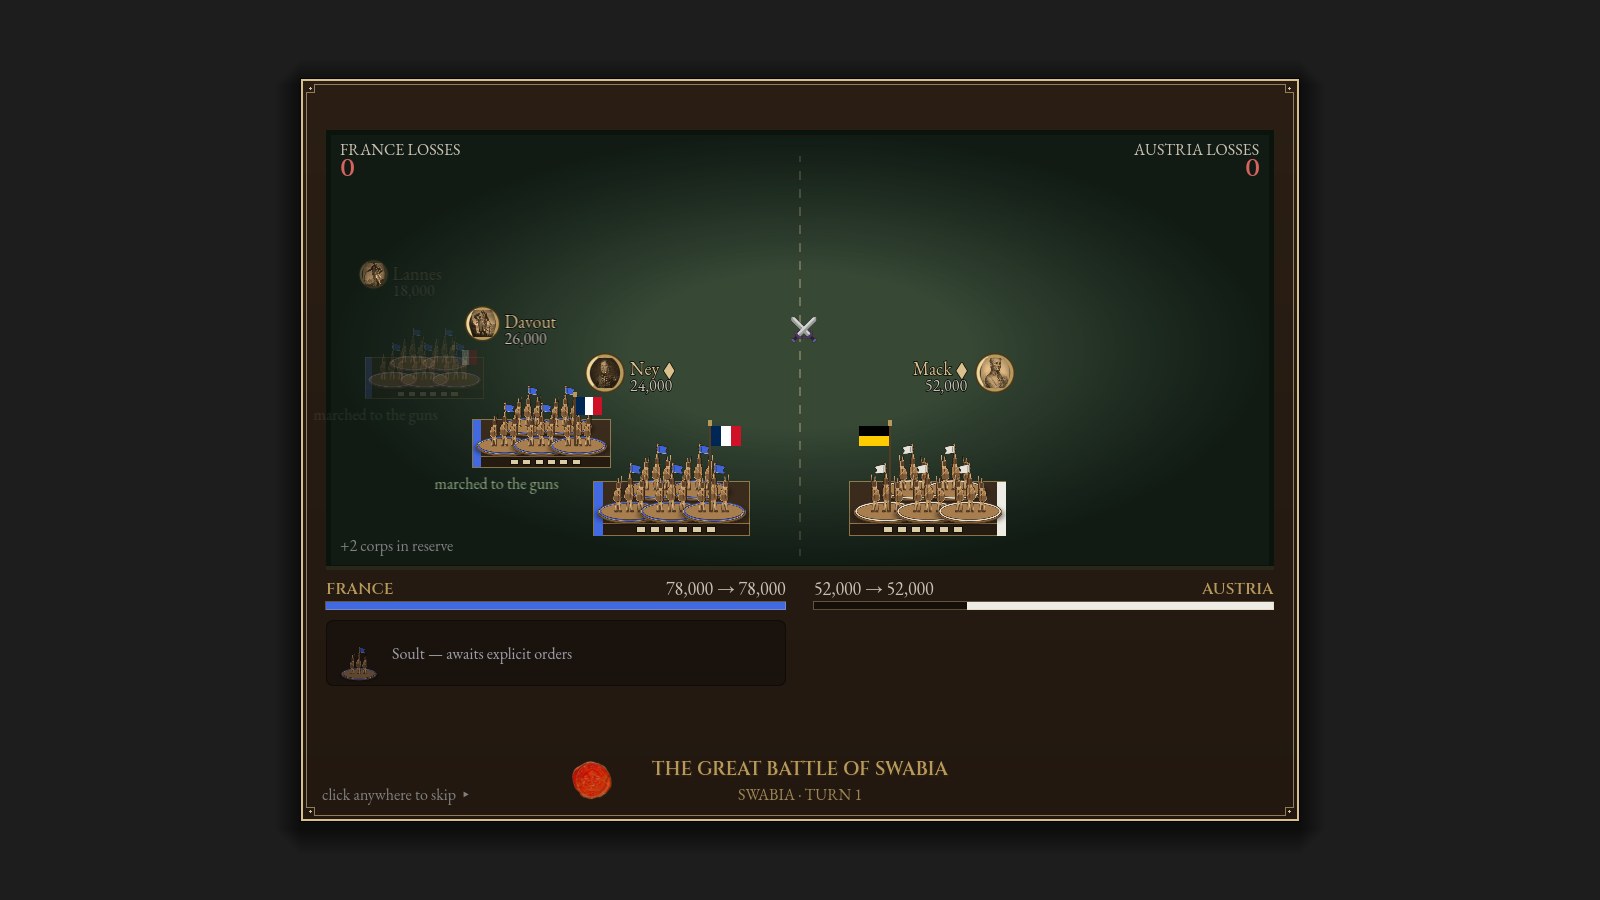 FRANCE LOSSES
0
AUSTRIA LOSSES
0
Lannes
18,000
Davout
26,000
Ney
24,000
Mack
52,000
marched to the guns
marched to the guns
+2 corps in reserve
FRANCE
78,000 → 78,000
52,000 → 52,000
AUSTRIA
Soult — awaits explicit orders
THE GREAT BATTLE OF SWABIA
SWABIA · TURN 1
click anywhere to skip ▸